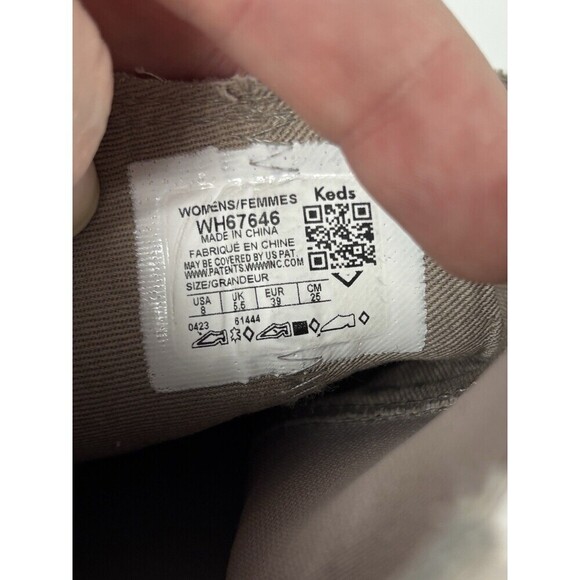 WOMENS/FEMMES Keds
WH67646
MADE IN CHINA
FABRIQUÉ EN CHINE
MAY BE COVERED BY US PAT
WWW.PATENTS.WWWINC.COM
SIZE/GRANDEUR
USA UK EUR CM
8 5.5 39 25
0423 61444